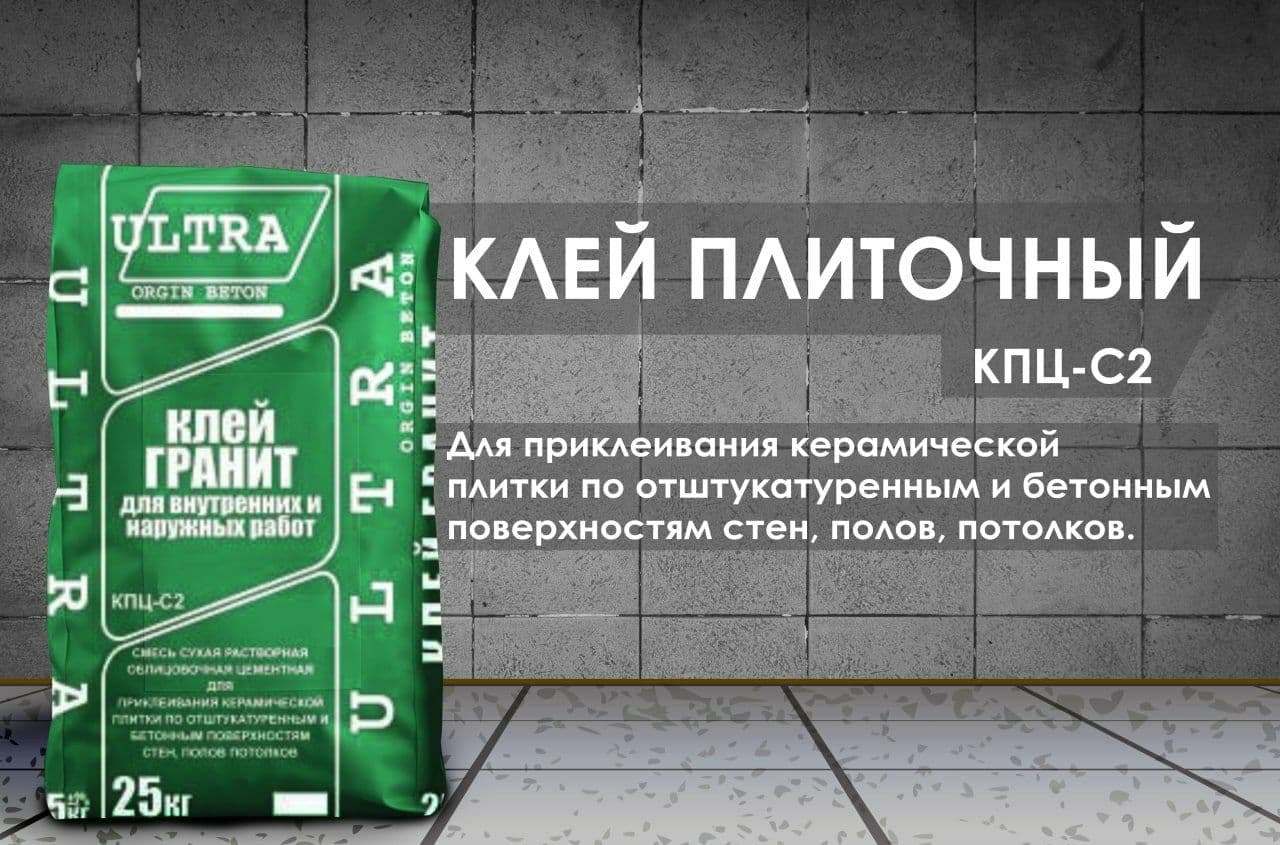 ULTRA
ORGIN BETON
КЛЕЙ
ГРАНИТ
для внутренних и
наружных работ
КПЦ-С2
СМЕСЬ СУХАЯ РАСТВОРНАЯ
ОБЛИЦОВОЧНАЯ ЦЕМЕНТНАЯ
ДЛЯ
ПРИКЛЕИВАНИЯ КЕРАМИЧЕСКОЙ
ПЛИТКИ ПО ОТШТУКАТУРЕННЫМ И
БЕТОННЫМ ПОВЕРХНОСТЯМ
СТЕН, ПОЛОВ ПОТОЛКОВ
25кг
ULTRA
ULTRA
ORGIN BETON
КЛЕЙ ПЛИТОЧНЫЙ
КПЦ-С2
Для приклеивания керамической
плитки по отштукатуренным и бетонным
поверхностям стен, полов, потолков.